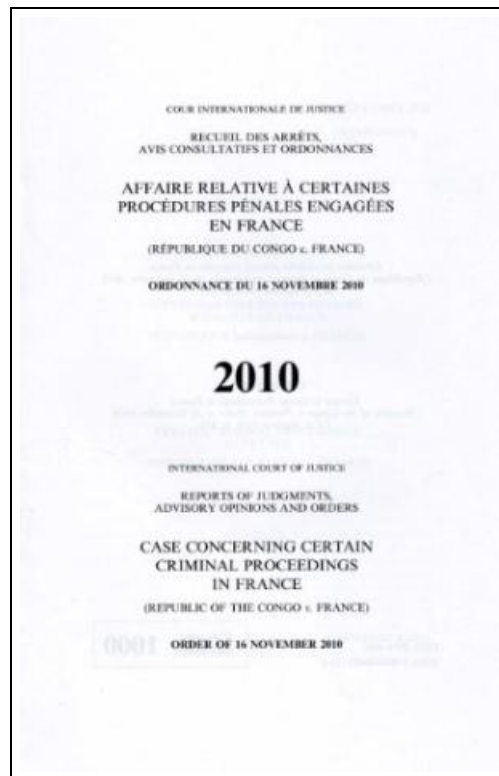 COUR INTERNATIONALE DE JUSTICE
RECUEIL DES ARRÊTS,
AVIS CONSULTATIFS ET ORDONNANCES
AFFAIRE RELATIVE À CERTAINES
PROCÉDURES PÉNALES ENGAGÉES
EN FRANCE
(RÉPUBLIQUE DU CONGO c. FRANCE)
ORDONNANCE DU 16 NOVEMBRE 2010
2010
INTERNATIONAL COURT OF JUSTICE
REPORTS OF JUDGMENTS,
ADVISORY OPINIONS AND ORDERS
CASE CONCERNING CERTAIN
CRIMINAL PROCEEDINGS
IN FRANCE
(REPUBLIC OF THE CONGO v. FRANCE)
ORDER OF 16 NOVEMBER 2010